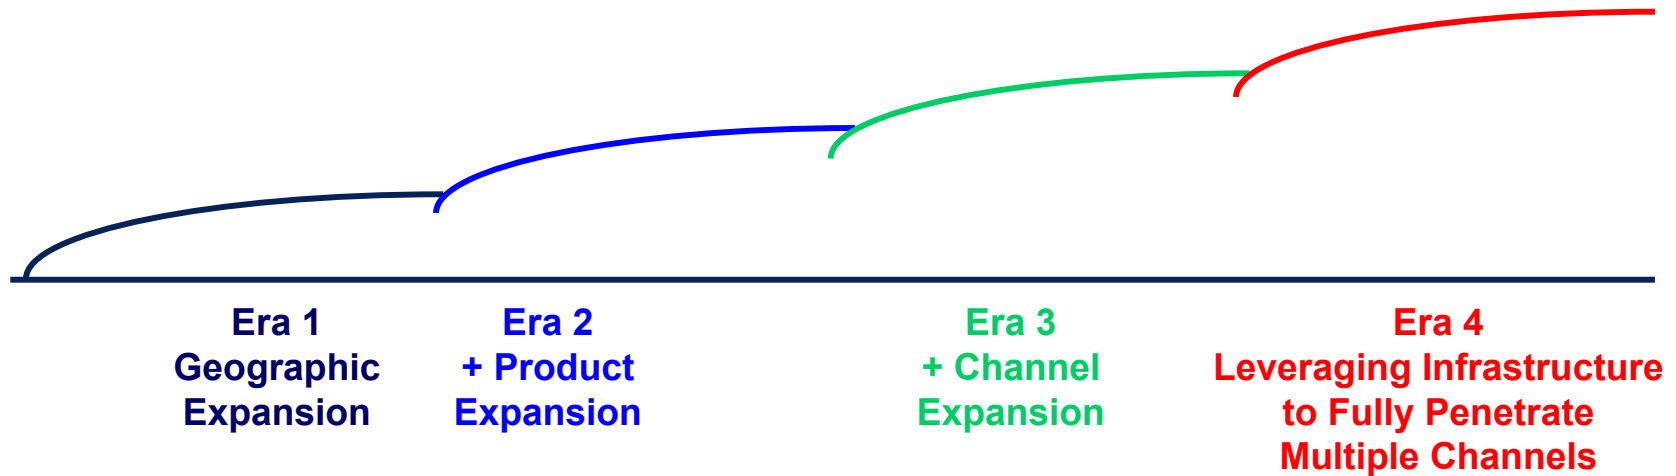 Era 1
Geographic
Expansion
Era 2
+ Product
Expansion
Era 3
+ Channel
Expansion
Era 4
Leveraging Infrastructure
to Fully Penetrate
Multiple Channels